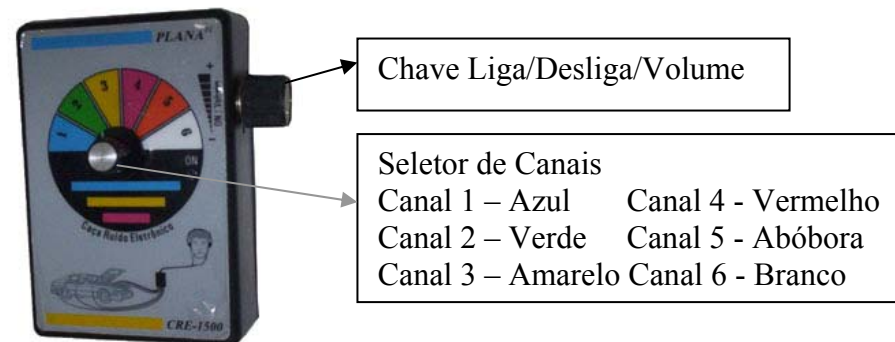 PLANA
Chave Liga/Desliga/Volume
1 2 3 4 5 6
ON
Seletor de Canais
Canal 1 – Azul Canal 4 - Vermelho
Canal 2 – Verde Canal 5 - Abóbora
Canal 3 – Amarelo Canal 6 - Branco
Caça Ruído Eletrônico
CRE-1500